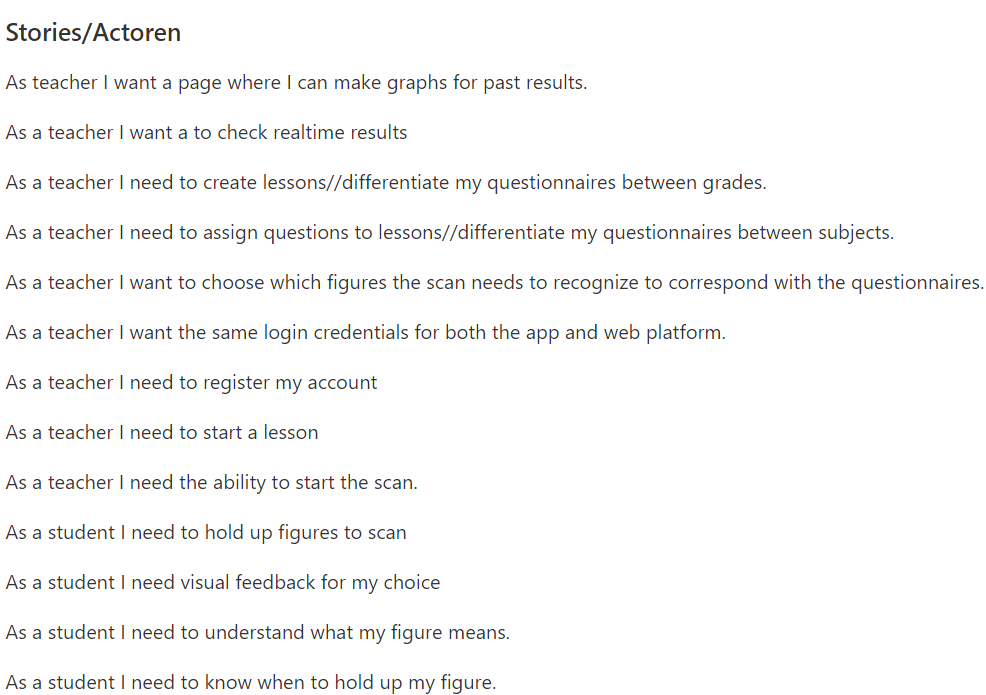 Stories/Actoren
As teacher I want a page where I can make graphs for past results.
As a teacher I want a to check realtime results
As a teacher I need to create lessons//differentiate my questionnaires between grades.
As a teacher I need to assign questions to lessons//differentiate my questionnaires between subjects.
As a teacher I want to choose which figures the scan needs to recognize to correspond with the questionnaires.
As a teacher I want the same login credentials for both the app and web platform.
As a teacher I need to register my account
As a teacher I need to start a lesson
As a teacher I need the ability to start the scan.
As a student I need to hold up figures to scan
As a student I need visual feedback for my choice
As a student I need to understand what my figure means.
As a student I need to know when to hold up my figure.